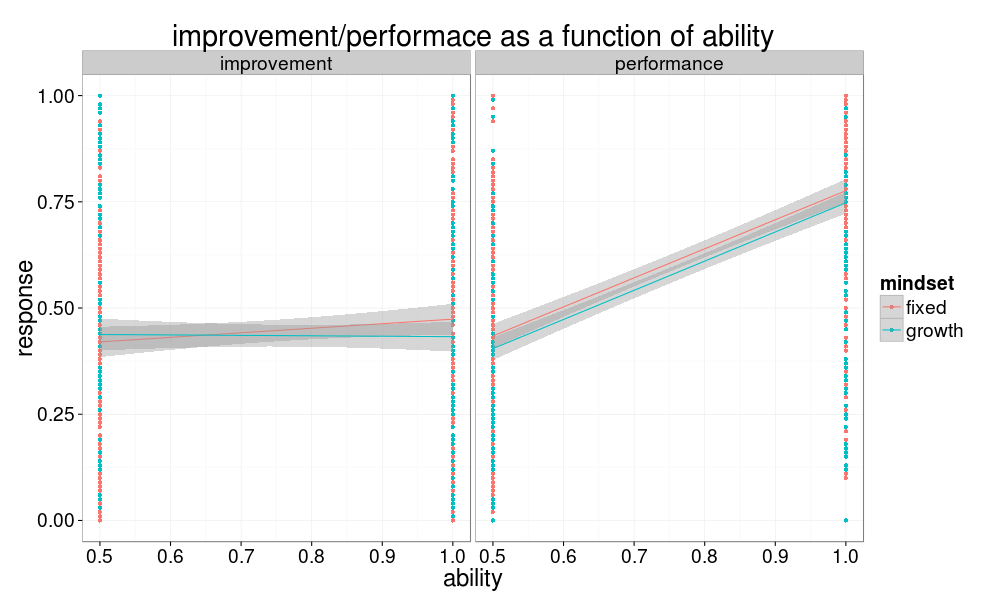 improvement/performace as a function of ability
improvement
performance
response
1.00
0.75
0.50
0.25
0.00
0.5 0.6 0.7 0.8 0.9 1.0
0.5 0.6 0.7 0.8 0.9 1.0
ability
mindset
fixed
growth